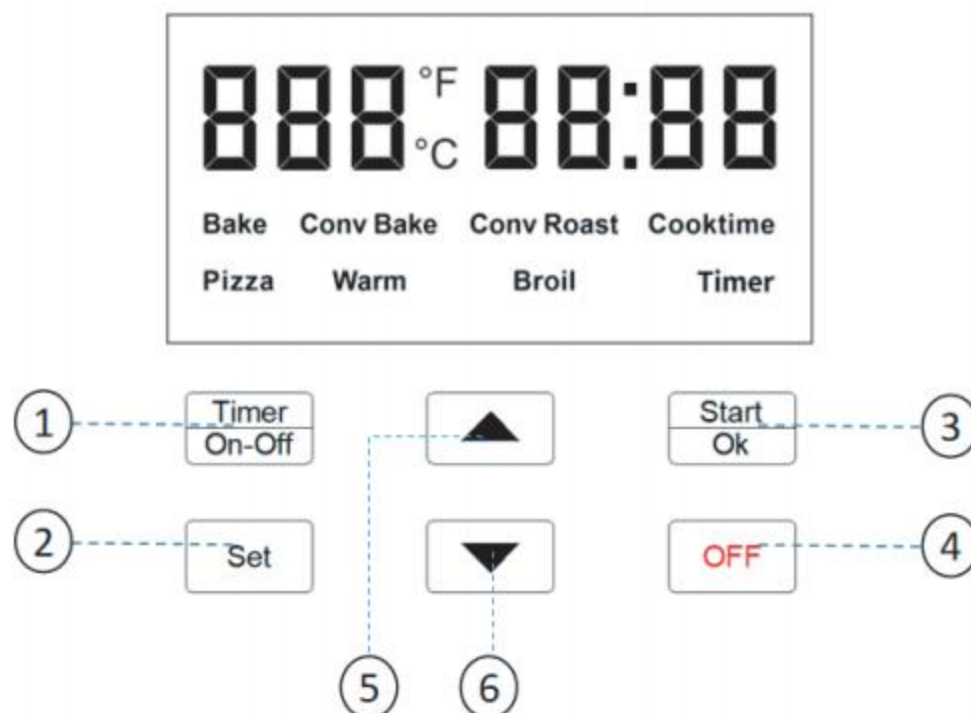 888 °F °C 88:88
Bake Conv Bake Conv Roast Cooktime
Pizza Warm Broil Timer
1 Timer On-Off
3 Start Ok
2 Set
4 OFF
5 6